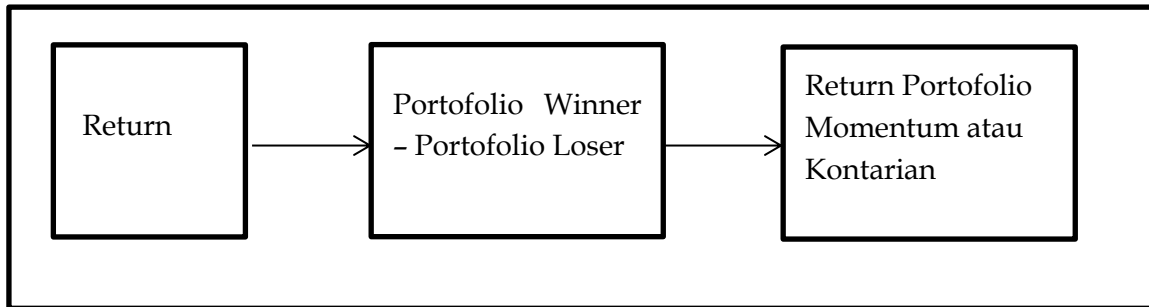 Return
Portofolio Winner
– Portofolio Loser
Return Portofolio
Momentum atau
Kontarian